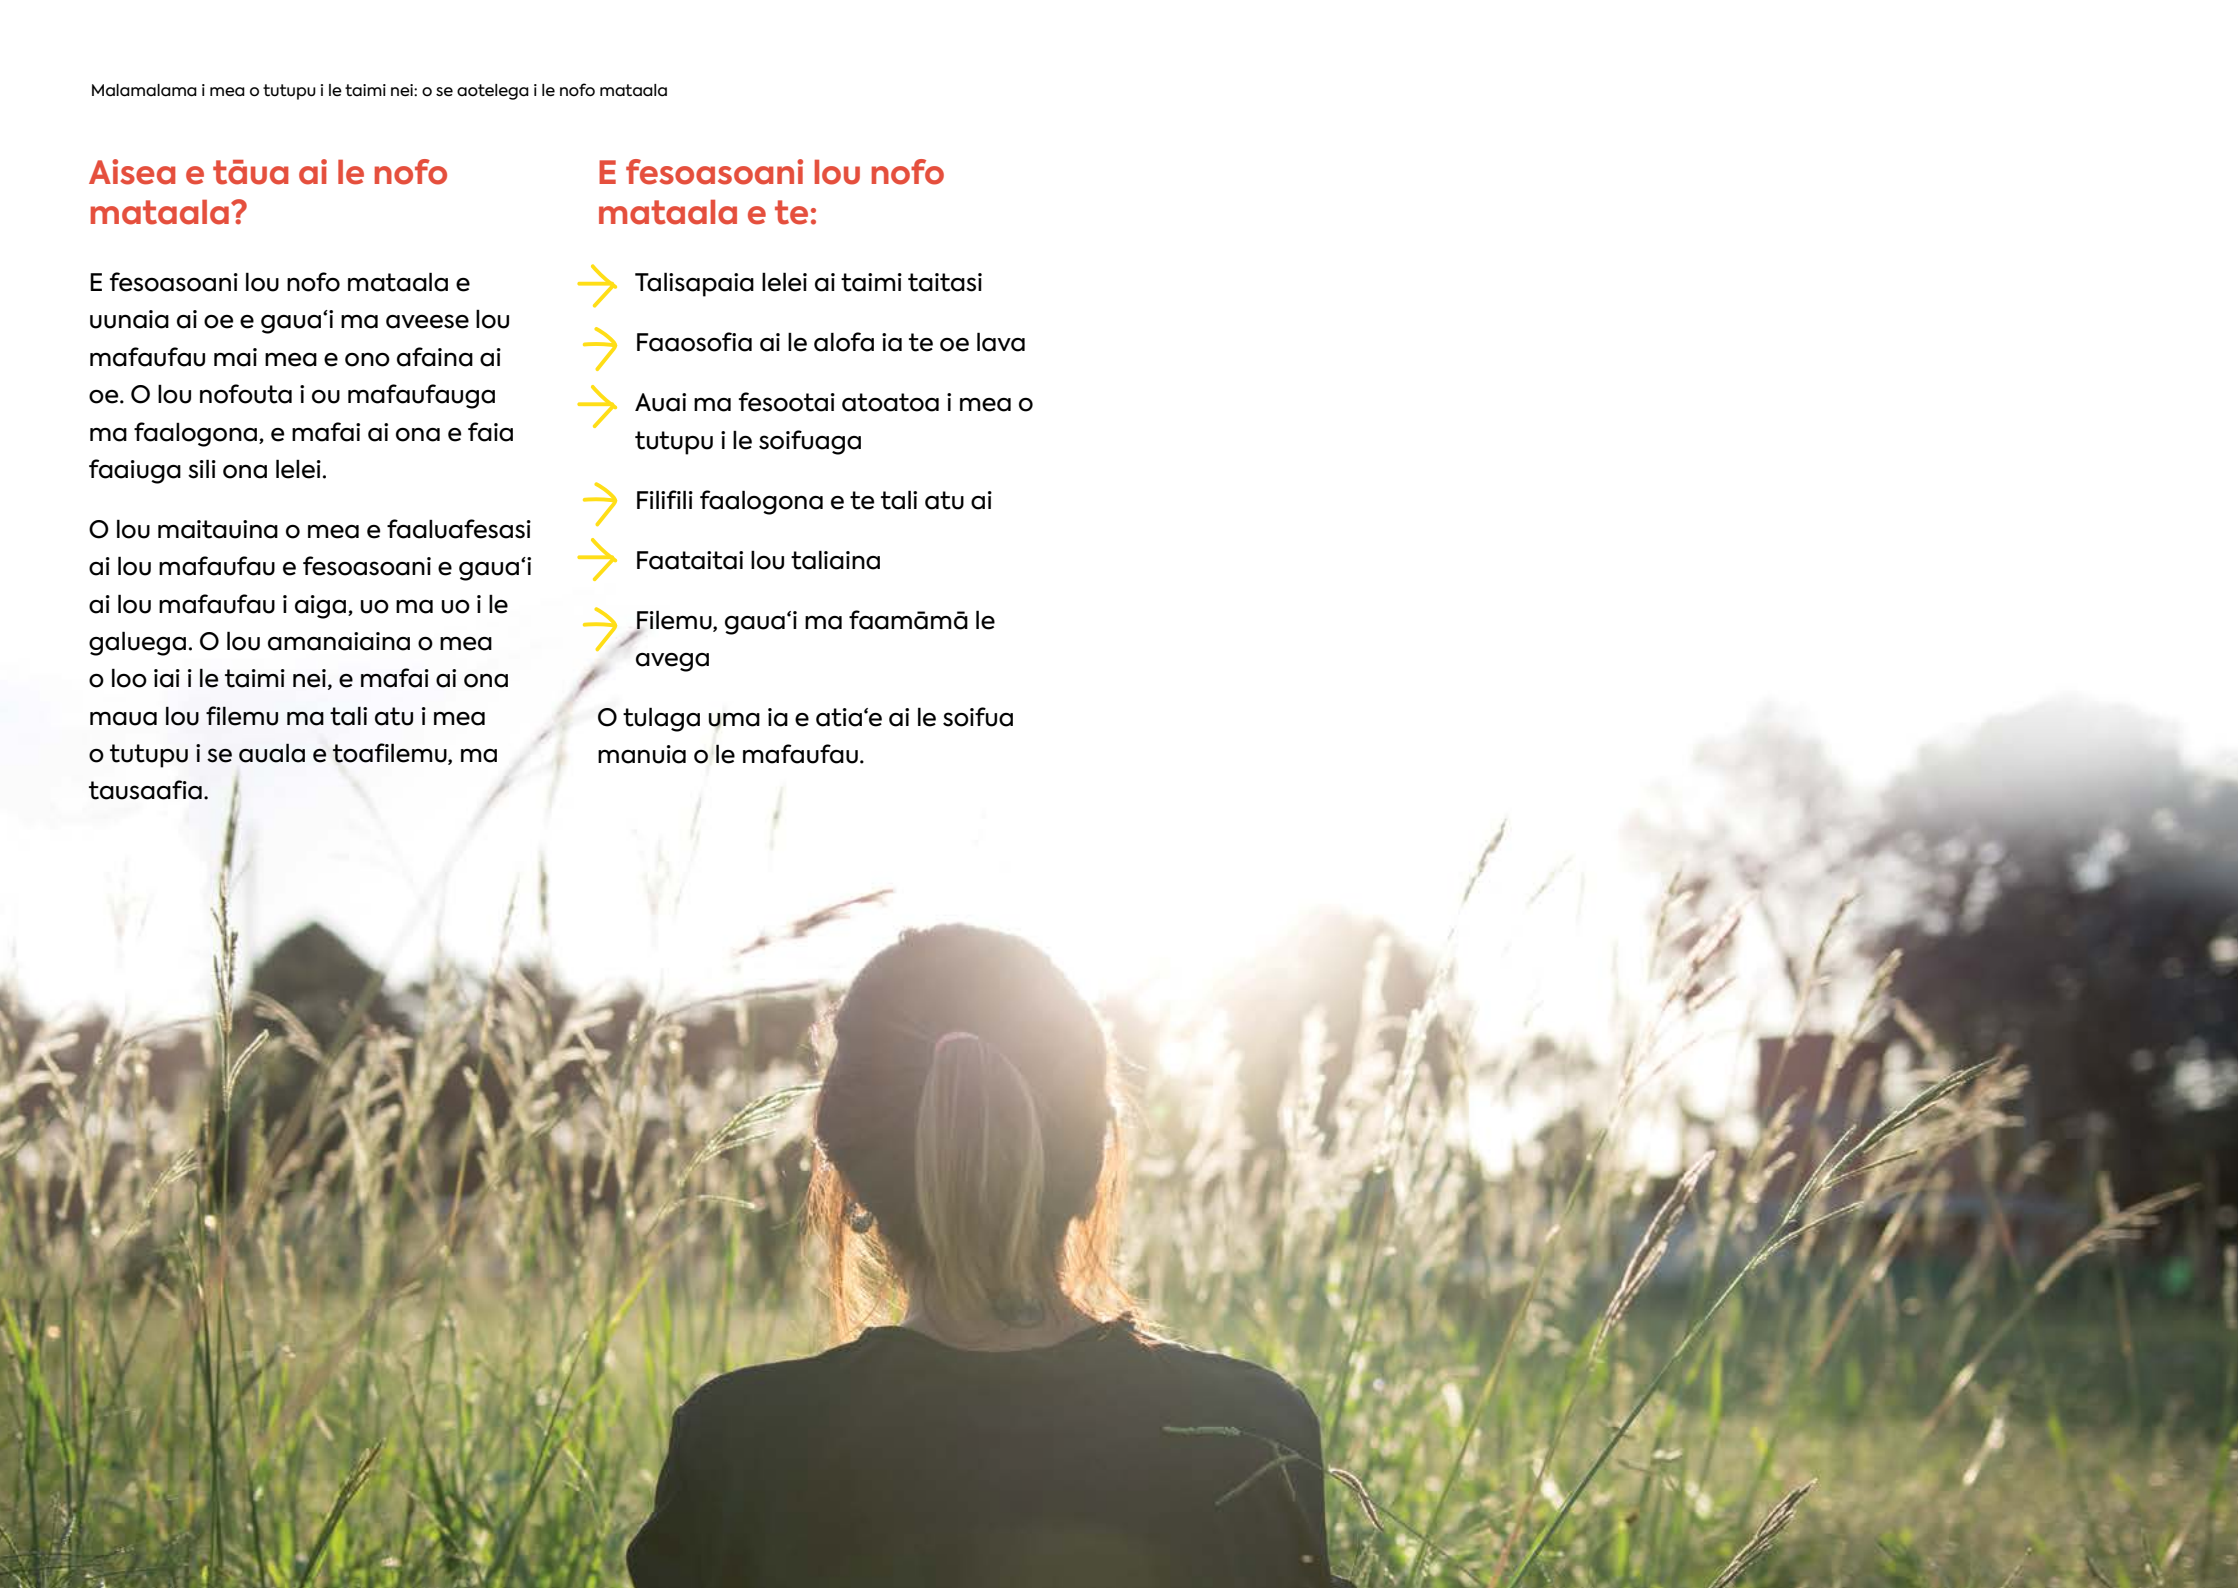 Malamalama i mea o tutupu i le taimi nei: o se aotelega i le nofo mataala
Aisea e tāua ai le nofo
mataala?
E fesoasoani lou nofo mataala e
uunaia ai oe e gaua‘i ma aveese lou
mafaufau mai mea e ono afaina ai
oe. O lou nofouta i ou mafaufauga
ma faalogona, e mafai ai ona e faia
faaiuga sili ona lelei.
O lou maitauina o mea e faaluafesasi
ai lou mafaufau e fesoasoani e gaua‘i
ai lou mafaufau i aiga, uo ma uo i le
galuega. O lou amanaiaina o mea
o loo iai i le taimi nei, e mafai ai ona
maua lou filemu ma tali atu i mea
o tutupu i se auala e toafilemu, ma
tausaafia.
E fesoasoani lou nofo
mataala e te:
Talisapaia lelei ai taimi taitasi
Faaosofia ai le alofa ia te oe lava
Auai ma fesootai atoatoa i mea o
tutupu i le soifuaga
Filifili faalogona e te tali atu ai
Faataitai lou taliaina
Filemu, gaua‘i ma faamāmā le
avega
O tulaga uma ia e atia‘e ai le soifua
manuia o le mafaufau.